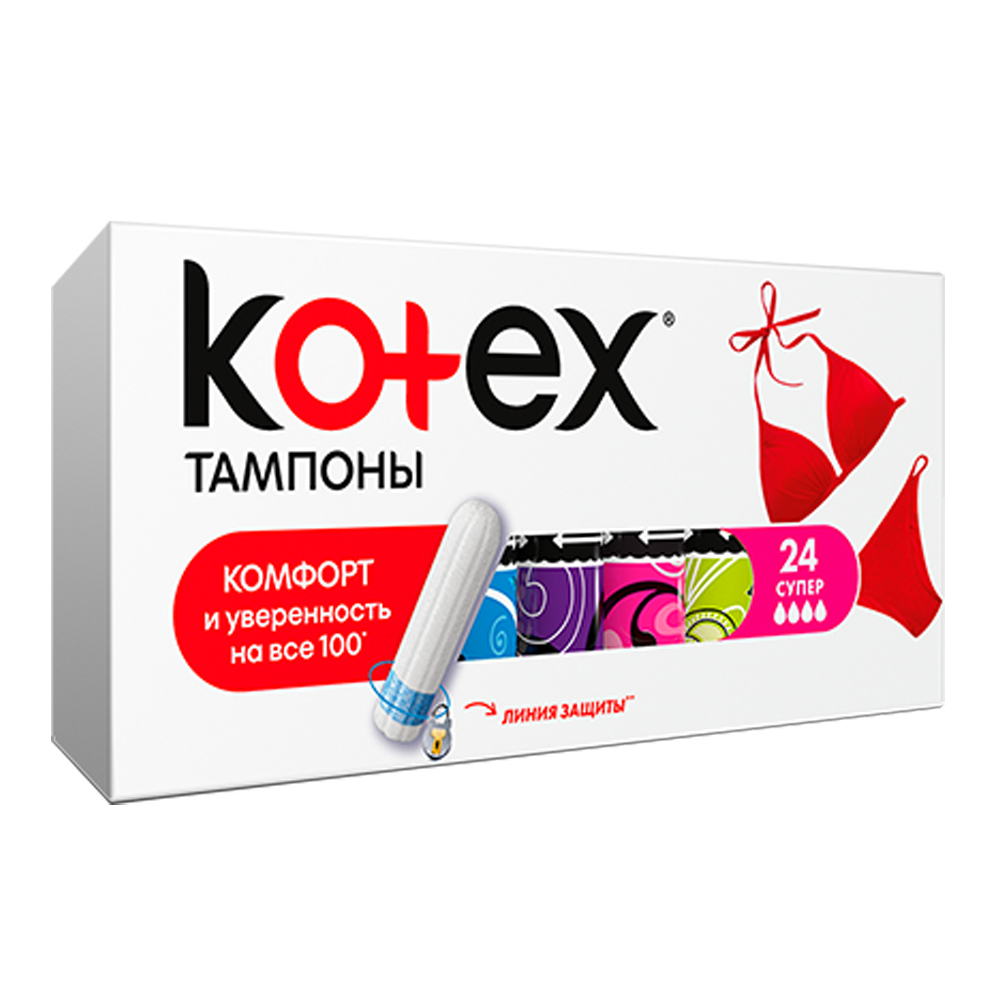 kotex®
ТАМПОНЫ
КОМФОРТ
и уверенность
на все 100*
24
СУПЕР
ЛИНИЯ ЗАЩИТЫ**